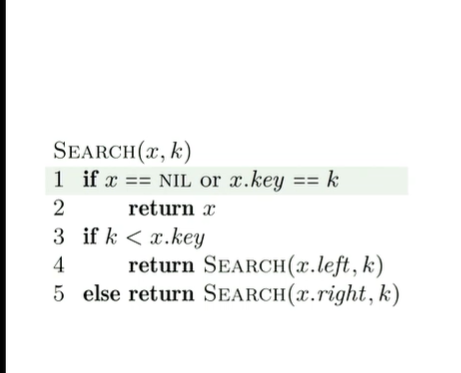 SEARCH(x, k)
1 if x == NIL or x.key == k
2 return x
3 if k < x.key
4 return SEARCH(x.left, k)
5 else return SEARCH(x.right, k)